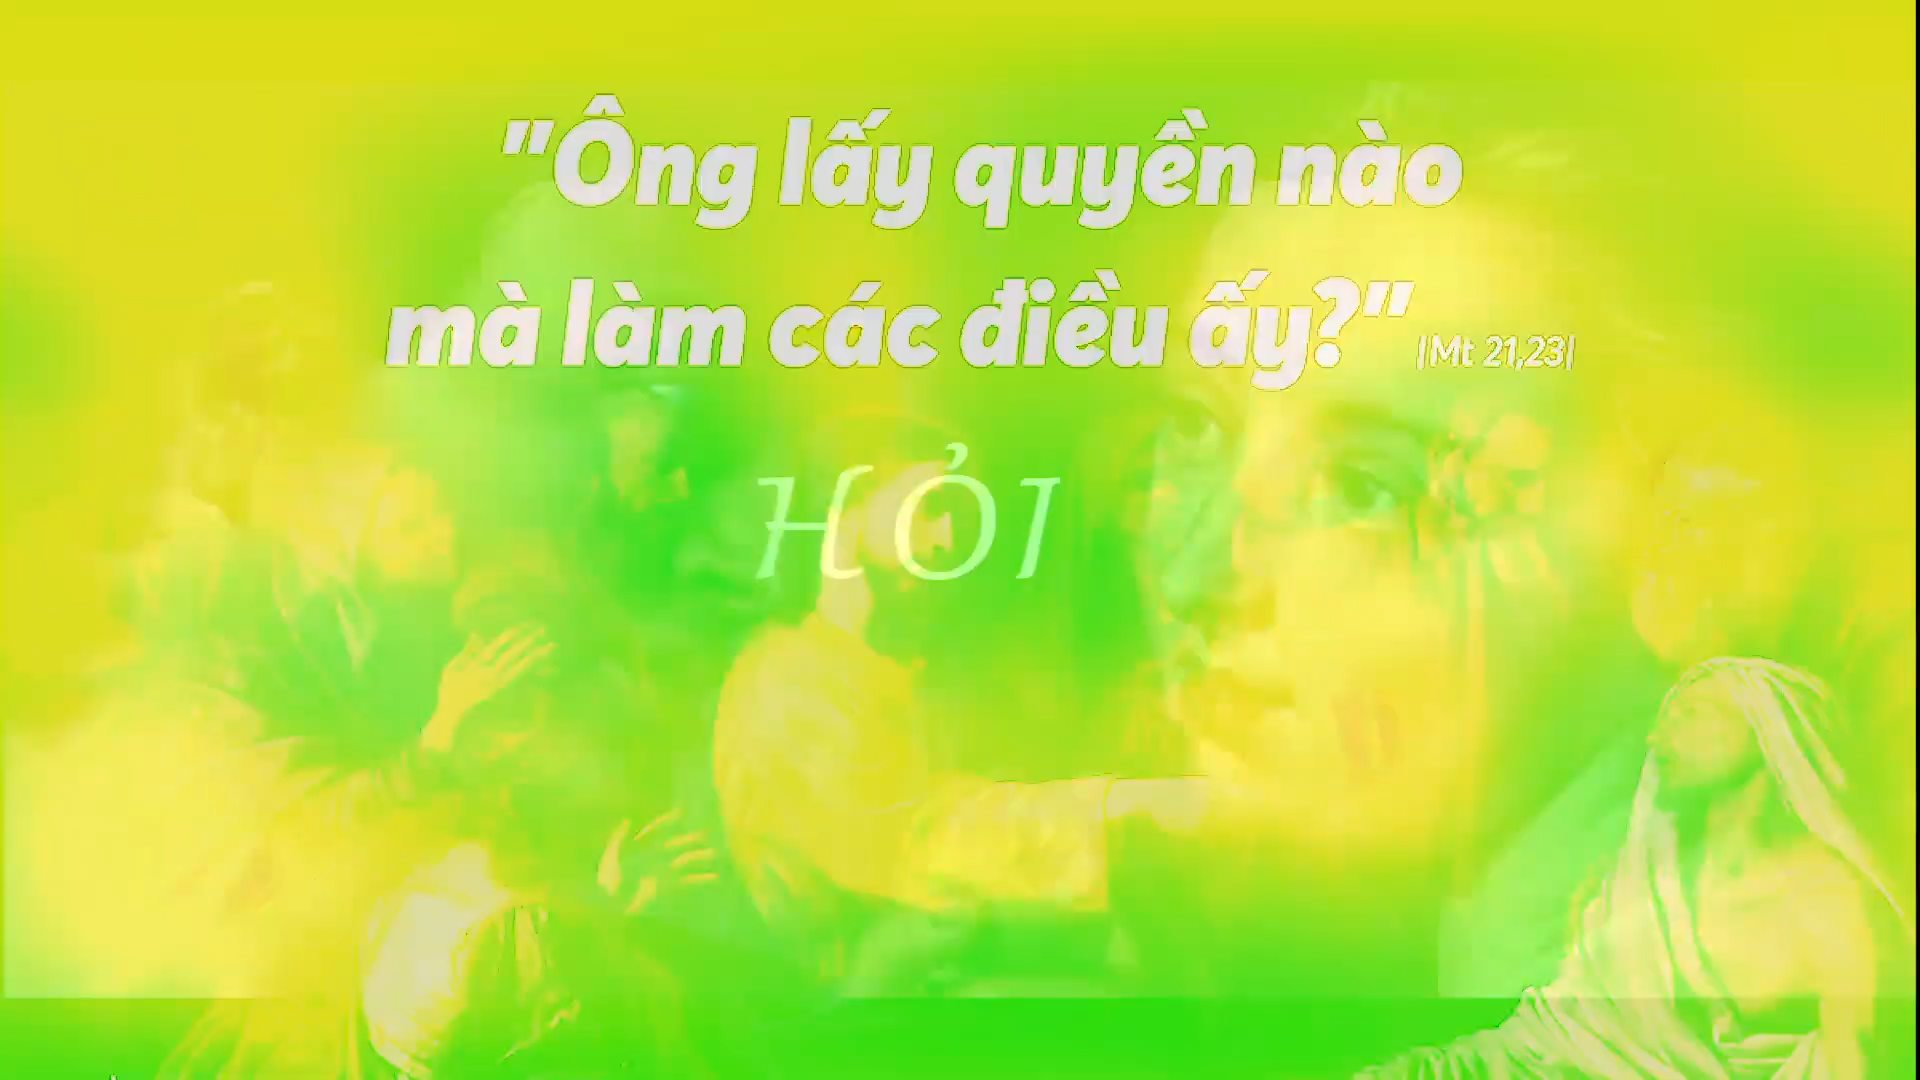 "Ông lấy quyền nào
mà làm các điều ấy?" |Mt 21,23|
HỎI